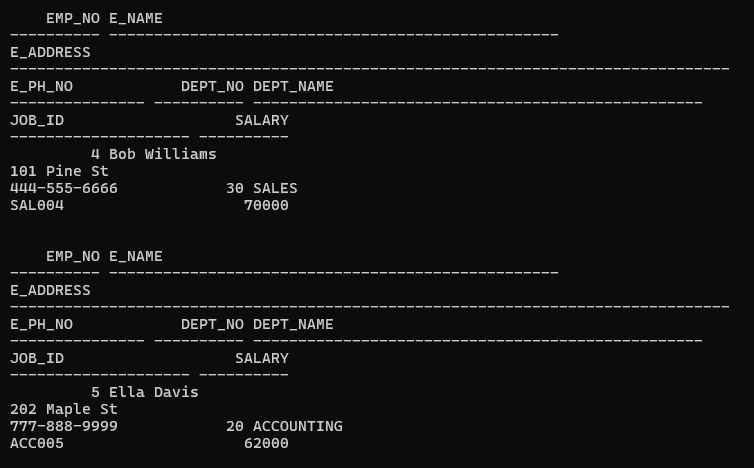 EMP_NO E_NAME
---------- --------------------------------------------------
E_ADDRESS
--------------------------------------------------------------------------------
E_PH_NO            DEPT_NO DEPT_NAME
--------------- ---------- --------------------------------------------------
JOB_ID                   SALARY
-------------------- ----------
         4 Bob Williams
101 Pine St
444-555-6666            30 SALES
SAL004                    70000

    EMP_NO E_NAME
---------- --------------------------------------------------
E_ADDRESS
--------------------------------------------------------------------------------
E_PH_NO            DEPT_NO DEPT_NAME
--------------- ---------- --------------------------------------------------
JOB_ID                   SALARY
-------------------- ----------
         5 Ella Davis
202 Maple St
777-888-9999            20 ACCOUNTING
ACC005                    62000